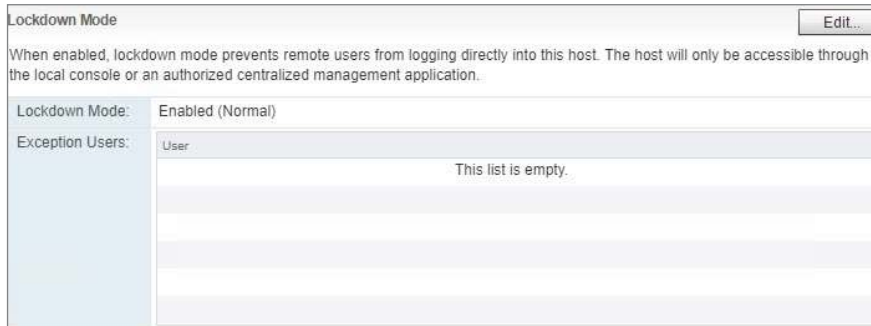 Lockdown Mode
Edit...
When enabled, lockdown mode prevents remote users from logging directly into this host. The host will only be accessible through
the local console or an authorized centralized management application.
Lockdown Mode: Enabled (Normal)
Exception Users: User
This list is empty.